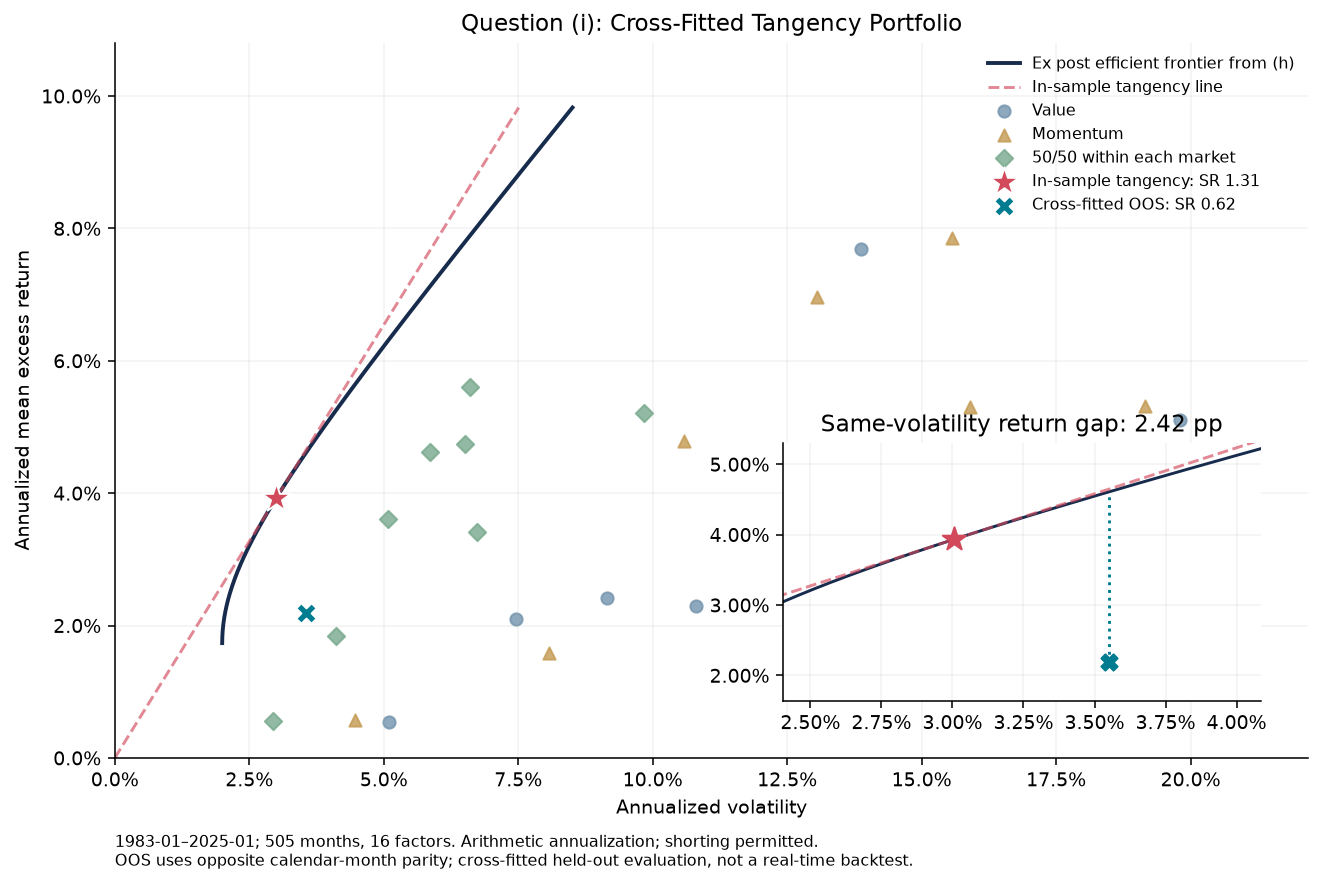 Question (i): Cross-Fitted Tangency Portfolio
Ex post efficient frontier from (h)
In-sample tangency line
Value
Momentum
50/50 within each market
In-sample tangency: SR 1.31
Cross-fitted OOS: SR 0.62
Annualized mean excess return
10.0%
8.0%
6.0%
4.0%
2.0%
0.0%
Same-volatility return gap: 2.42 pp
5.00%
4.00%
3.00%
2.00%
2.50% 2.75% 3.00% 3.25% 3.50% 3.75% 4.00%
0.0% 2.5% 5.0% 7.5% 10.0% 12.5% 15.0% 17.5% 20.0%
Annualized volatility
1983-01–2025-01; 505 months, 16 factors. Arithmetic annualization; shorting permitted.
OOS uses opposite calendar-month parity; cross-fitted held-out evaluation, not a real-time backtest.